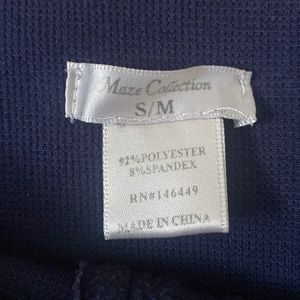 Maze Collection
S/M
92%POLYESTER
8%SPANDEX
RN#146449
MADE IN CHINA